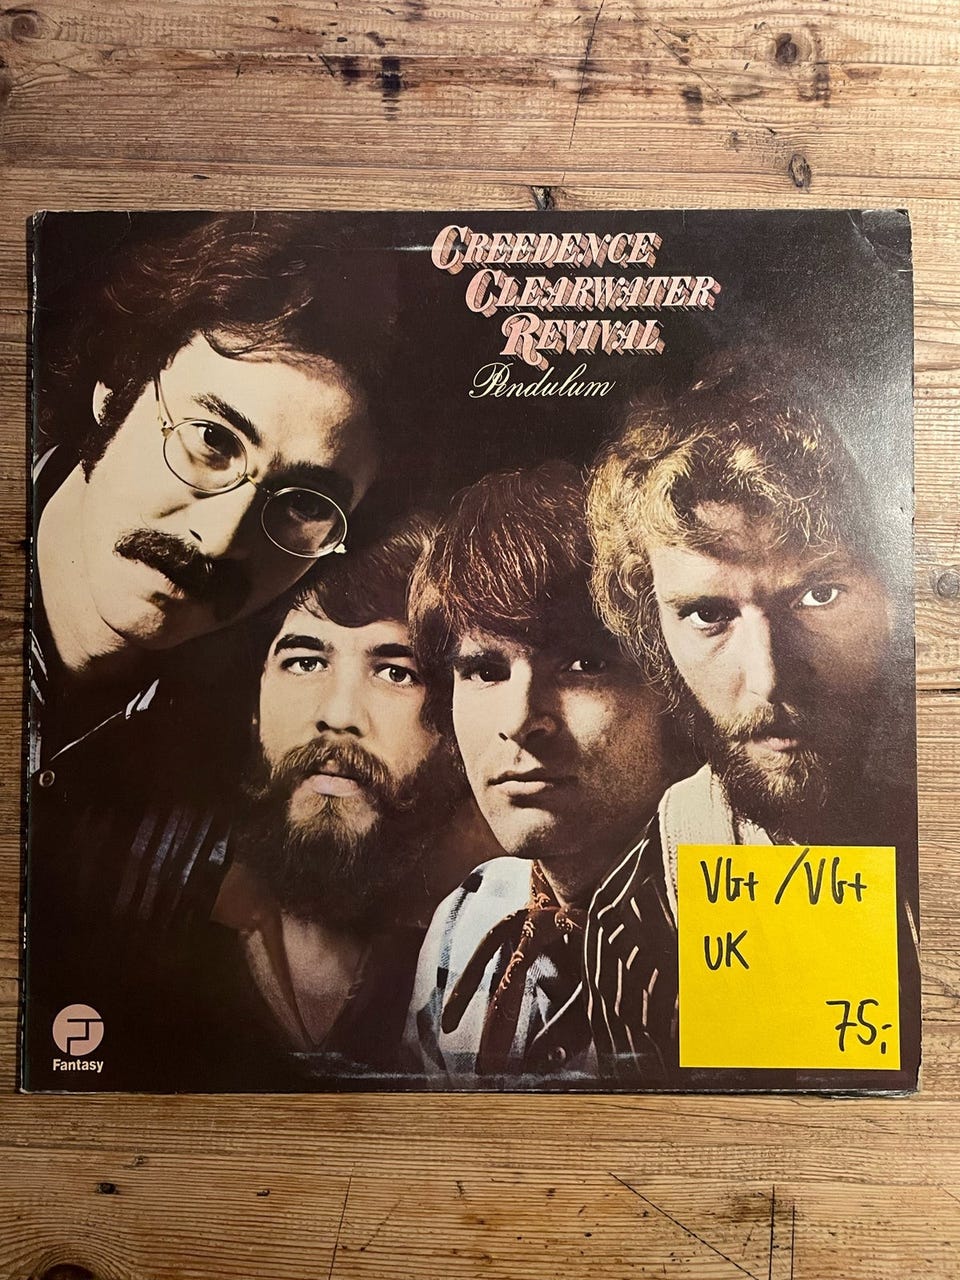 CREEDENCE
CLEARWATER
REVIVAL
Pendulum
VG+ /VG+
UK
75,-
Fantasy